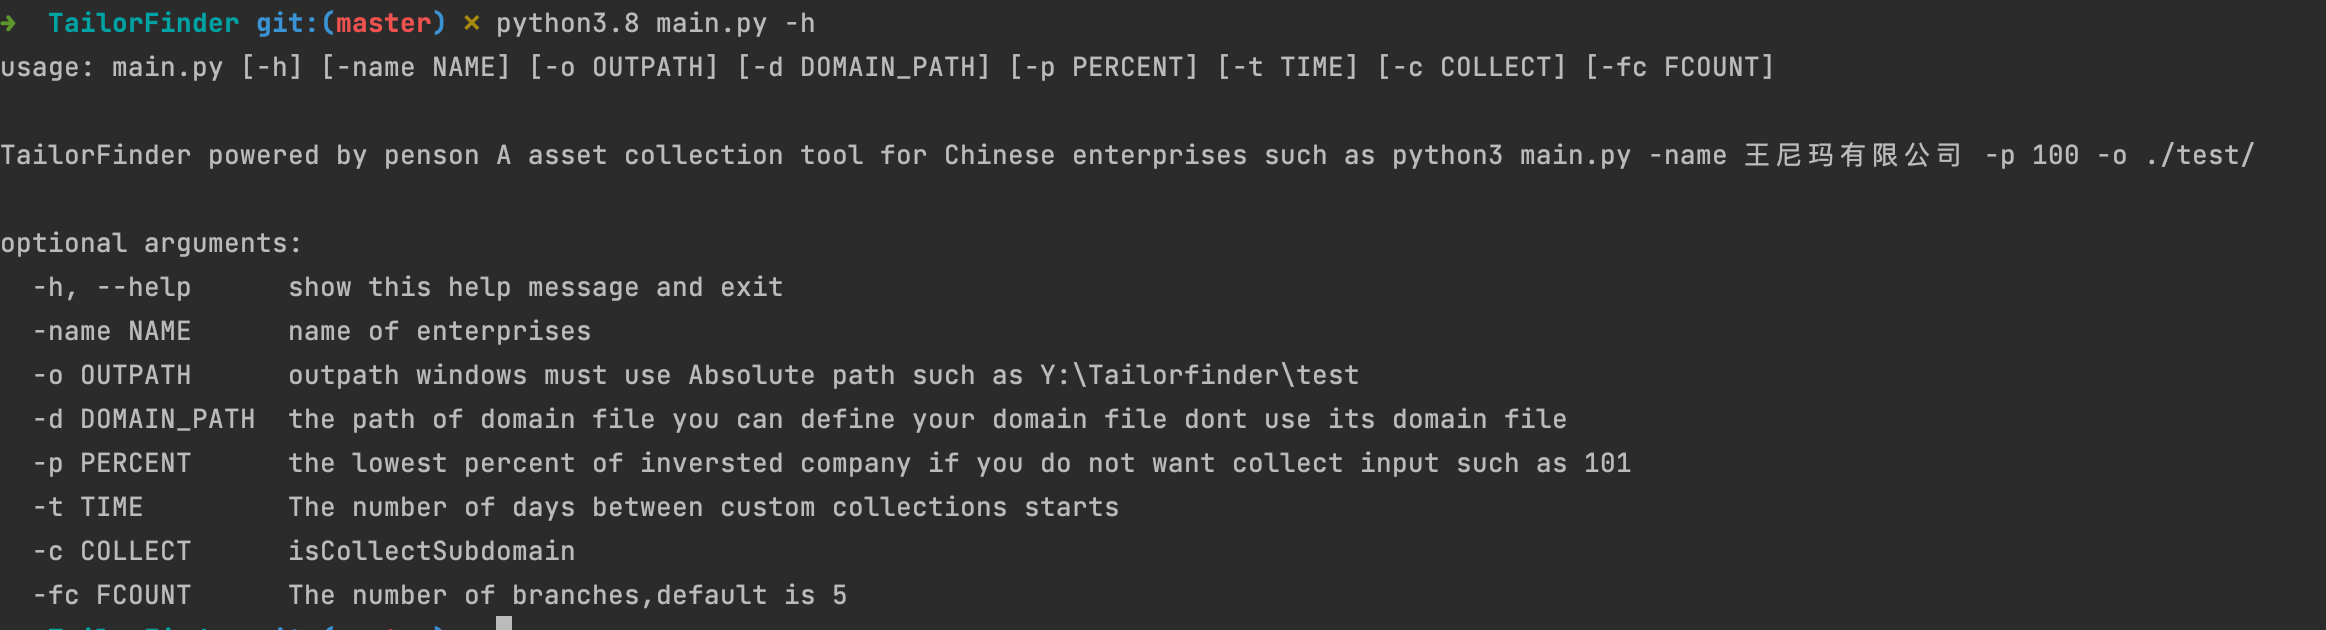 ➜  TailorFinder git:(master) ✗ python3.8 main.py -h
usage: main.py [-h] [-name NAME] [-o OUTPATH] [-d DOMAIN_PATH] [-p PERCENT] [-t TIME] [-c COLLECT] [-fc FCOUNT]
TailorFinder powered by penson A asset collection tool for Chinese enterprises such as python3 main.py -name 王尼玛有限公司 -p 100 -o ./test/
optional arguments:
  -h, --help      show this help message and exit
  -name NAME      name of enterprises
  -o OUTPATH      outpath windows must use Absolute path such as Y:\Tailorfinder\test
  -d DOMAIN_PATH  the path of domain file you can define your domain file dont use its domain file
  -p PERCENT      the lowest percent of inversted company if you do not want collect input such as 101
  -t TIME         The number of days between custom collections starts
  -c COLLECT      isCollectSubdomain
  -fc FCOUNT      The number of branches,default is 5